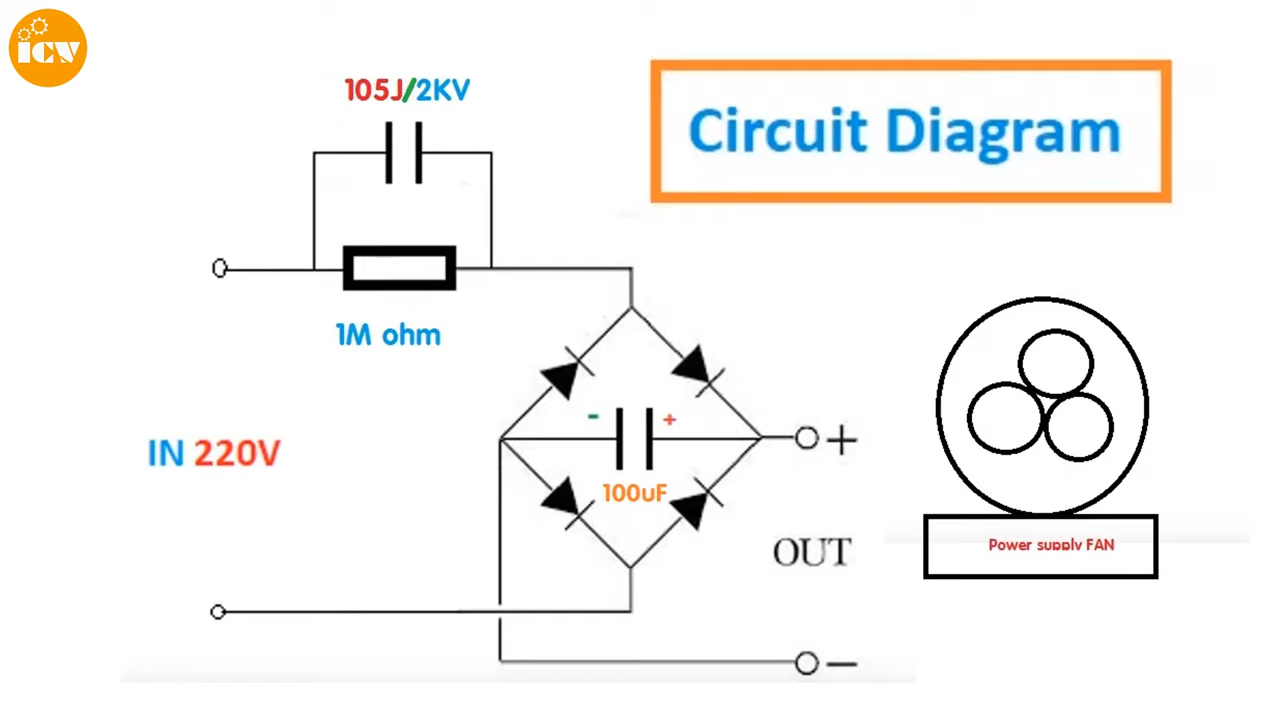 icv
105J/2KV
Circuit Diagram
1M ohm
- +
+
IN 220V
100uF
OUT
Power supply FAN
−